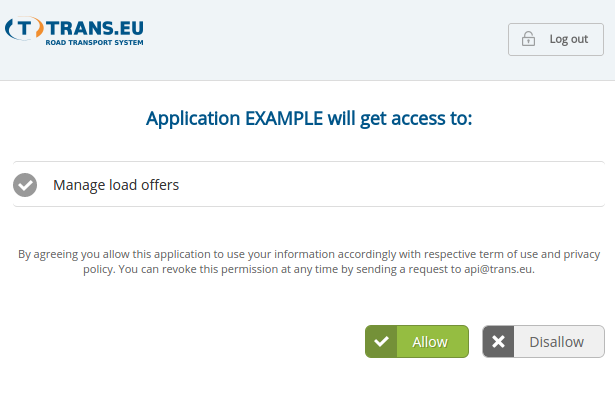 (T) TRANS.EU
ROAD TRANSPORT SYSTEM
Log out
Application EXAMPLE will get access to:
Manage load offers
By agreeing you allow this application to use your information accordingly with respective term of use and privacy
policy. You can revoke this permission at any time by sending a request to api@trans.eu.
Allow
Disallow